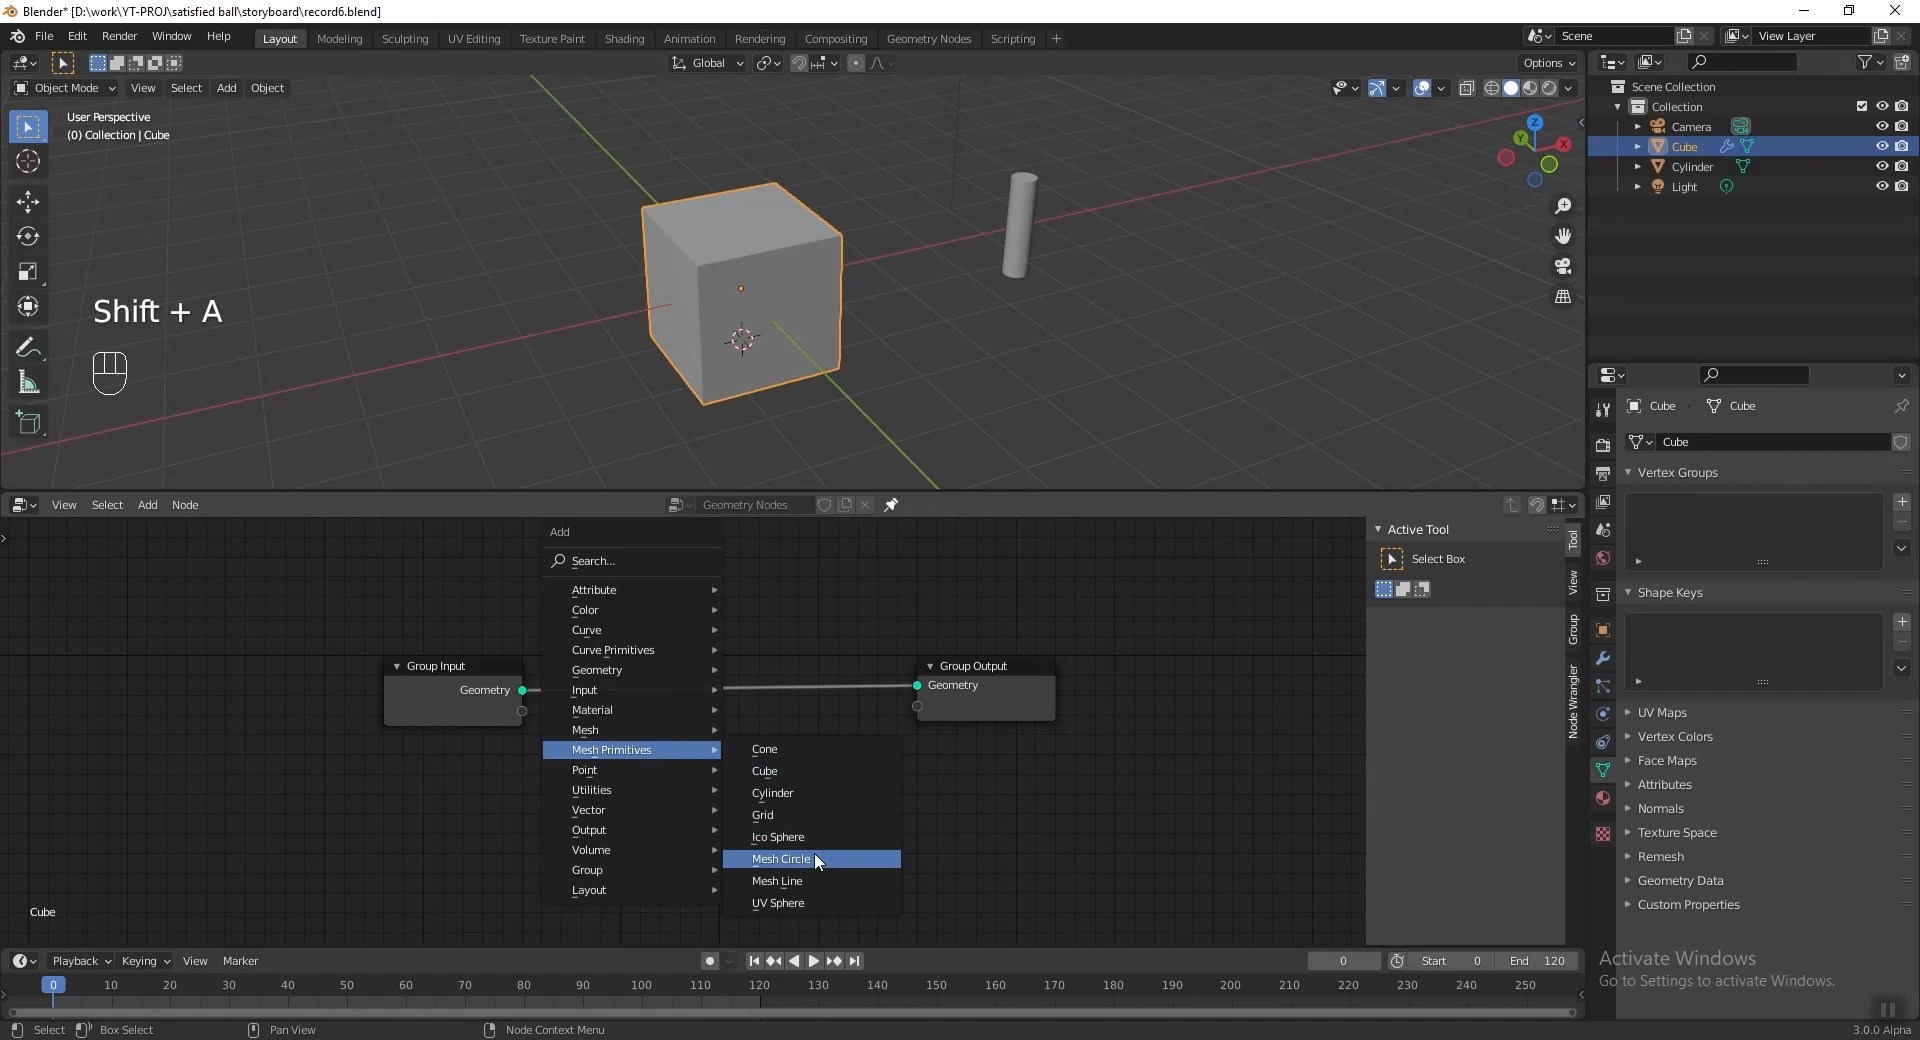 Blender* [D:\work\YT-PROJ\satisfied ball\storyboard\record6.blend]
File Edit Render Window Help Layout Modeling Sculpting UV Editing Texture Paint Shading Animation Rendering Compositing Geometry Nodes Scripting + Scene View Layer
Global Options
Object Mode View Select Add Object
User Perspective
(0) Collection | Cube
Z
Y
X
Shift + A
Scene Collection
Collection
Camera
Cube
Cylinder
Light
Cube Cube
Cube
Vertex Groups
Shape Keys
UV Maps
Vertex Colors
Face Maps
Attributes
Normals
Texture Space
Remesh
Geometry Data
Custom Properties
View Select Add Node Geometry Nodes
Add
Search...
Attribute
Color
Curve
Curve Primitives
Geometry
Input
Material
Mesh
Mesh Primitives
Point
Utilities
Vector
Output
Volume
Group
Layout
Cone
Cube
Cylinder
Grid
Ico Sphere
Mesh Circle
Mesh Line
UV Sphere
Group Input
Geometry
Group Output
Geometry
Active Tool
Select Box
Tool
View
Group
Node Wrangler
Cube
Playback Keying View Marker 0 Start 0 End 120
0 10 20 30 40 50 60 70 80 90 100 110 120 130 140 150 160 170 180 190 200 210 220 230 240 250
Activate Windows
Go to Settings to activate Windows.
Select Box Select Pan View Node Context Menu 3.0.0 Alpha